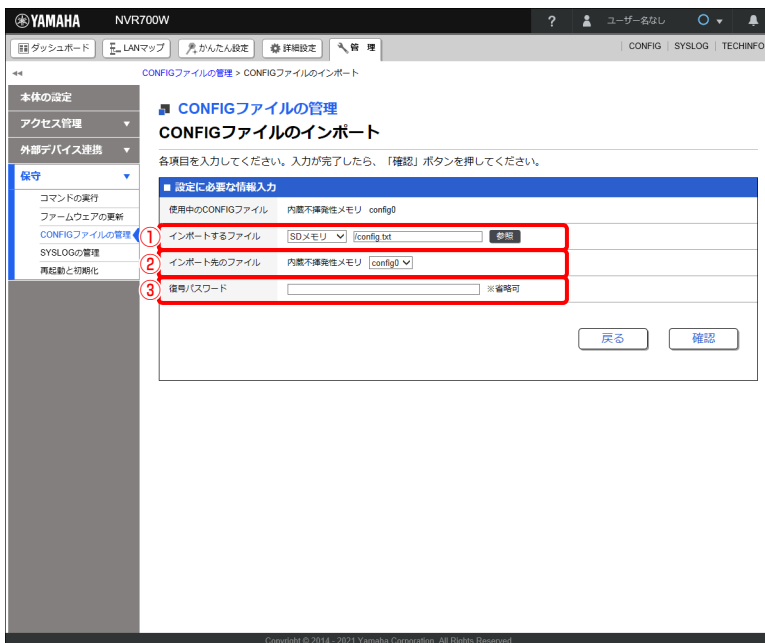 YAMAHA NVR700W ? ユーザーなし
ダッシュボード LANマップ かんたん設定 詳細設定 管 理 CONFIG SYSLOG TECHINFO
CONFIGファイルの管理 > CONFIGファイルのインポート
本体の設定
アクセス管理
外部デバイス連携
保守
コマンドの実行
ファームウェアの更新
CONFIGファイルの管理
SYSLOGの管理
再起動と初期化
CONFIGファイルの管理
CONFIGファイルのインポート
各項目を入力してください。入力が完了したら、「確認」ボタンを押してください。
■ 設定に必要な情報入力
使用中のCONFIGファイル 内蔵不揮発性メモリ config0
① インポートするファイル SDメモリ /config.txt 参照
② インポート先のファイル 内蔵不揮発性メモリ config0
③ 復号パスワード ※省略可
戻る 確認
Copyright © 2014 - 2021 Yamaha Corporation. All Rights Reserved.